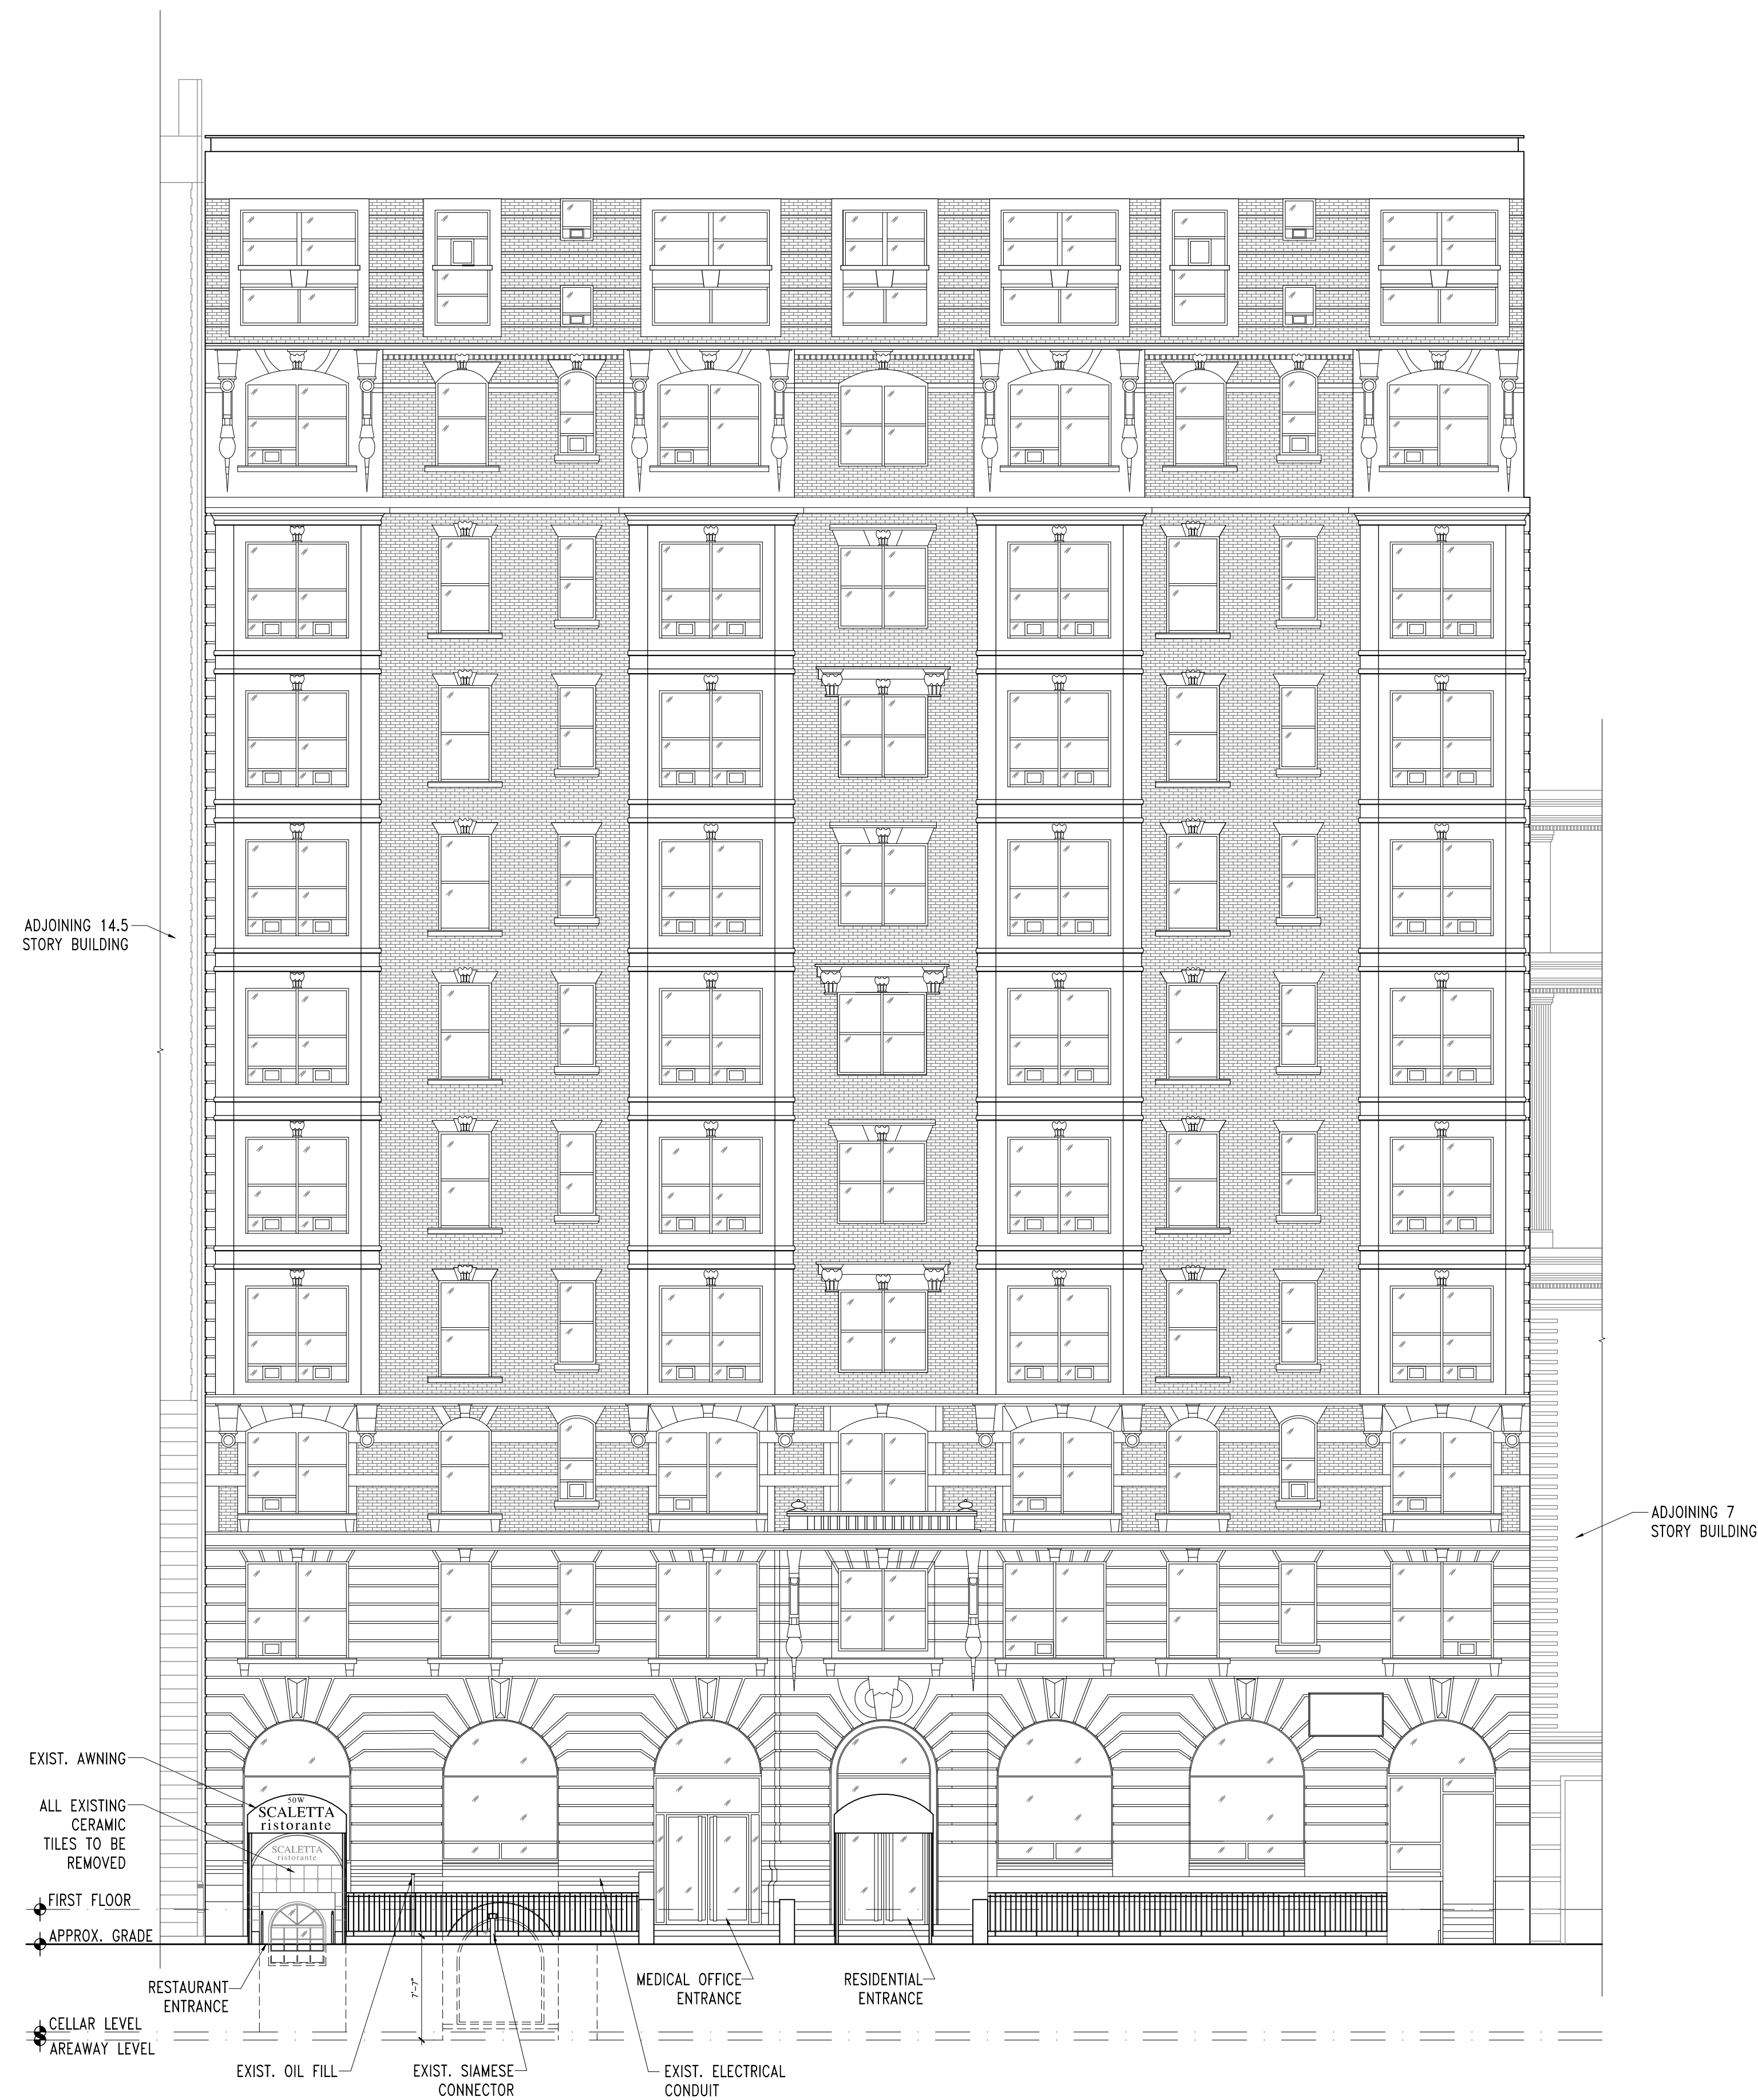 ADJOINING 14.5
STORY BUILDING
ADJOINING 7
STORY BUILDING
EXIST. AWNING
50W
SCALETTA
ristorante
ALL EXISTING
CERAMIC
TILES TO BE
REMOVED
SCALETTA
ristorante
FIRST FLOOR
APPROX. GRADE
RESTAURANT
ENTRANCE
7'-7"
MEDICAL OFFICE
ENTRANCE
RESIDENTIAL
ENTRANCE
CELLAR LEVEL
AREAWAY LEVEL
EXIST. OIL FILL
EXIST. SIAMESE
CONNECTOR
EXIST. ELECTRICAL
CONDUIT